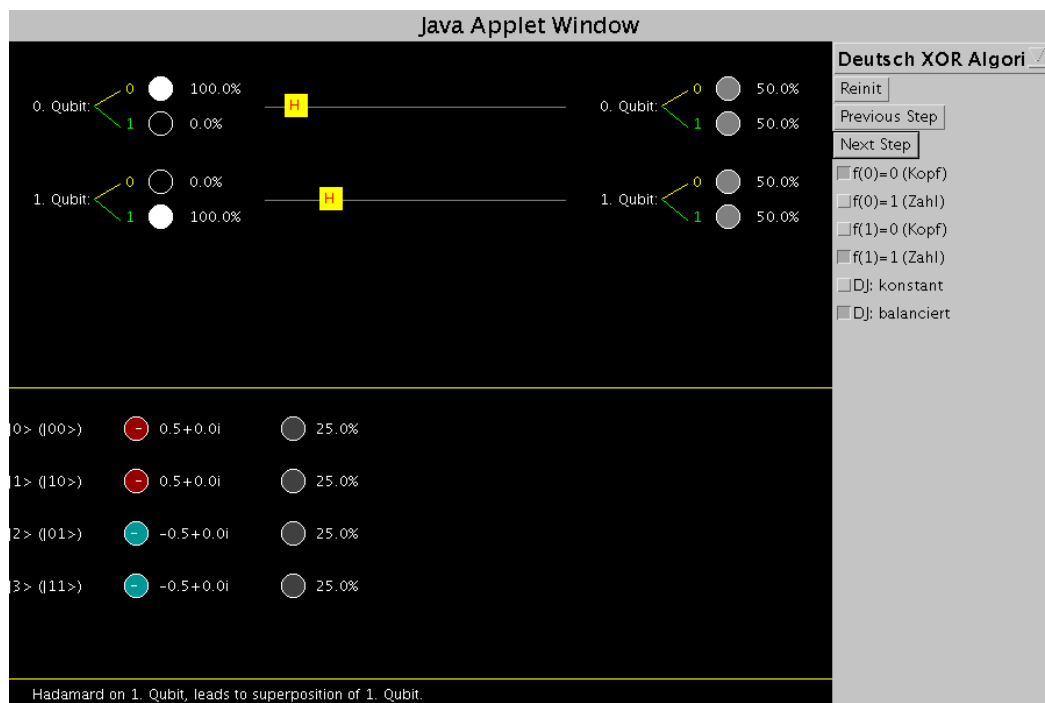 Java Applet Window
Deutsch XOR Algori
Reinit
Previous Step
Next Step
f(0)=0 (Kopf)
f(0)=1 (Zahl)
f(1)=0 (Kopf)
f(1)=1 (Zahl)
DJ: konstant
DJ: balanciert
0. Qubit: 0 100.0% 1 0.0% H 0. Qubit: 0 50.0% 1 50.0%
1. Qubit: 0 0.0% 1 100.0% H 1. Qubit: 0 50.0% 1 50.0%
|0> (|00>) - 0.5+0.0i 25.0%
|1> (|10>) - 0.5+0.0i 25.0%
|2> (|01>) - -0.5+0.0i 25.0%
|3> (|11>) - -0.5+0.0i 25.0%
Hadamard on 1. Qubit, leads to superposition of 1. Qubit.